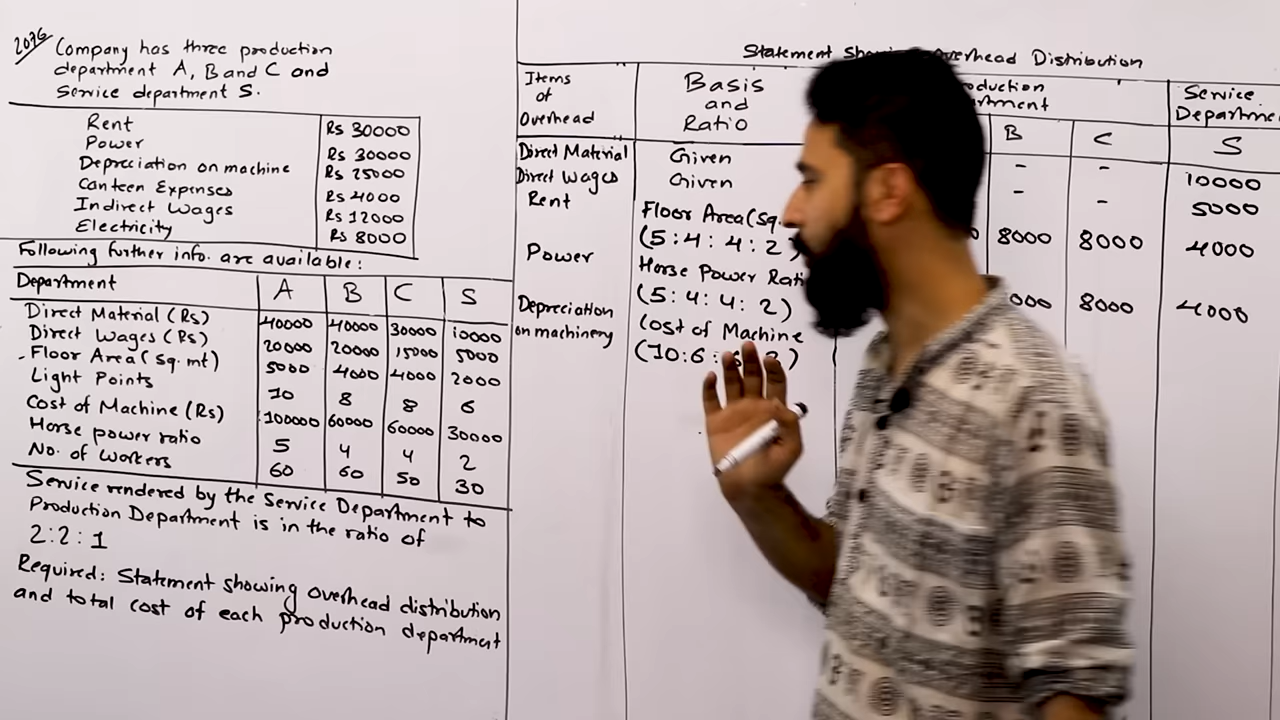 2076
Company has three production
department A, B and C and
Service department S.
Rent Rs 30000
Power Rs 30000
Depreciation on machine Rs 25000
Canteen Expenses Rs 4000
Indirect Wages Rs 12000
Electricity Rs 8000
Following further info. are available:
Department A B C S
Direct Material (Rs) 40000 40000 30000 10000
Direct Wages (Rs) 20000 20000 15000 5000
Floor Area (sq. mt) 5000 4000 4000 2000
Light Points 10 8 8 6
Cost of Machine (Rs) 100000 60000 60000 30000
Horse power ratio 5 4 4 2
No. of Workers 60 60 50 30
Service rendered by the Service Department to
Production Department is in the ratio of
2:2:1
Required: Statement showing overhead distribution
and total cost of each production department
Statement Overhead Distribution
Items
of
Overhead
Basis
and
Ratio
Service
B C S
Direct Material Given - - 10000
Direct Wages Given - - 5000
Rent Floor Area (sq.
(5:4:4:2) 8000 8000 4000
Power Horse Power
(5:4:4:2) 8000 4000
Depreciation
on machinery
Cost of Machine
(10:6: